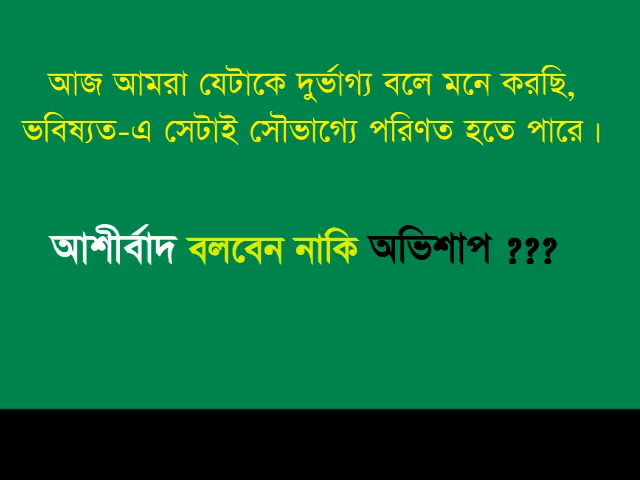 আজ আমরা যেটাকে দুর্ভাগ্য বলে মনে করছি,
ভবিষ্যত-এ সেটাই সৌভাগ্যে পরিণত হতে পারে।
আশীর্বাদ বলবেন নাকি অভিশাপ ???